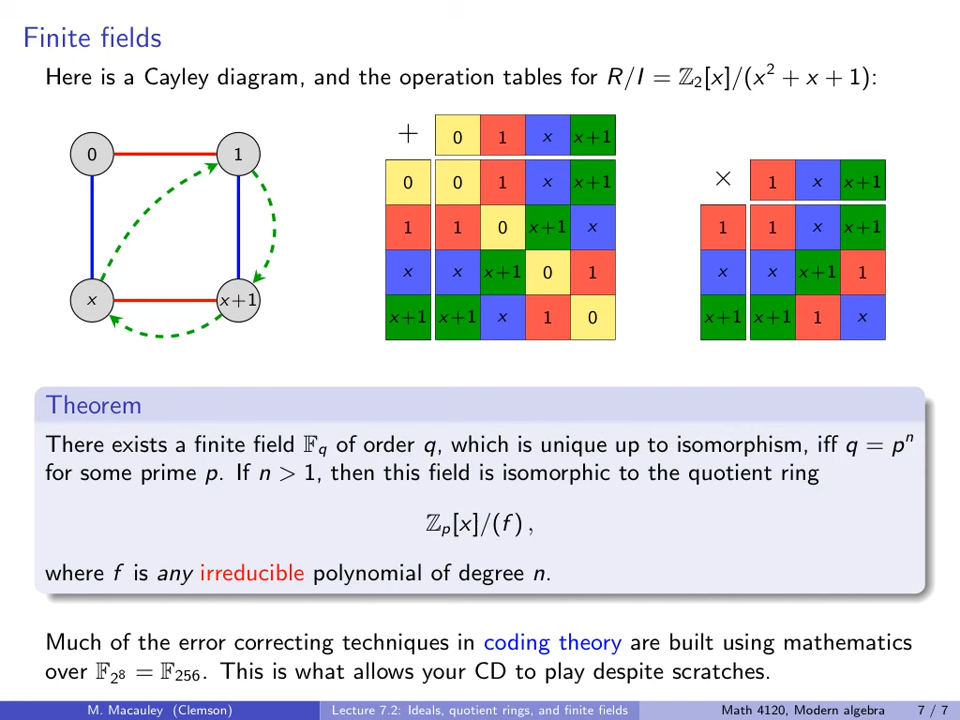 Finite fields
Here is a Cayley diagram, and the operation tables for R/I = ℤ₂[x]/(x² + x + 1):
0 1
x x+1
+ 0 1 x x+1
0 0 1 x x+1
1 1 0 x+1 x
x x x+1 0 1
x+1 x+1 x 1 0
× 1 x x+1
1 1 x x+1
x x x+1 1
x+1 x+1 1 x
Theorem
There exists a finite field 𝔽_q of order q, which is unique up to isomorphism, iff q = pⁿ
for some prime p. If n > 1, then this field is isomorphic to the quotient ring
ℤ_p[x]/(f) ,
where f is any irreducible polynomial of degree n.
Much of the error correcting techniques in coding theory are built using mathematics
over 𝔽_{2⁸} = 𝔽₂₅₆. This is what allows your CD to play despite scratches.
M. Macauley (Clemson) Lecture 7.2: Ideals, quotient rings, and finite fields Math 4120, Modern algebra 7 / 7